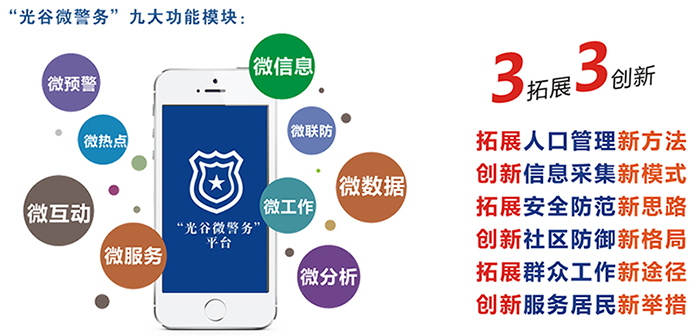 “光谷微警务”九大功能模块：
微信息
微预警
微联防
微热点
微数据
微互动
微工作
微服务
微分析
“光谷微警务”
平台
3拓展3创新
拓展人口管理新方法
创新信息采集新模式
拓展安全防范新思路
创新社区防御新格局
拓展群众工作新途径
创新服务居民新举措